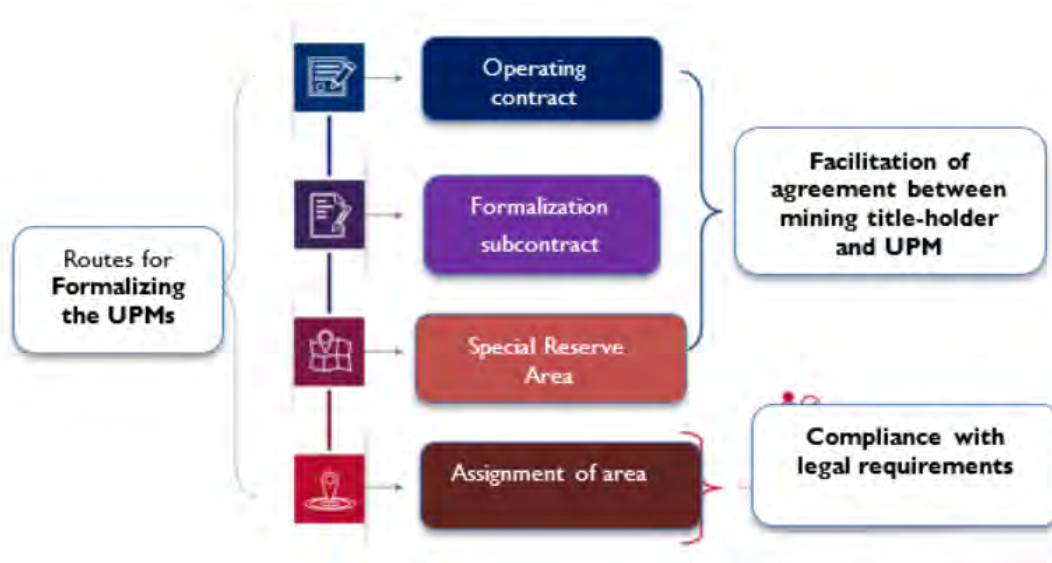 Routes for
Formalizing
the UPMs
Operating
contract
Formalization
subcontract
Special Reserve
Area
Assignment of area
Facilitation of
agreement between
mining title-holder
and UPM
Compliance with
legal requirements